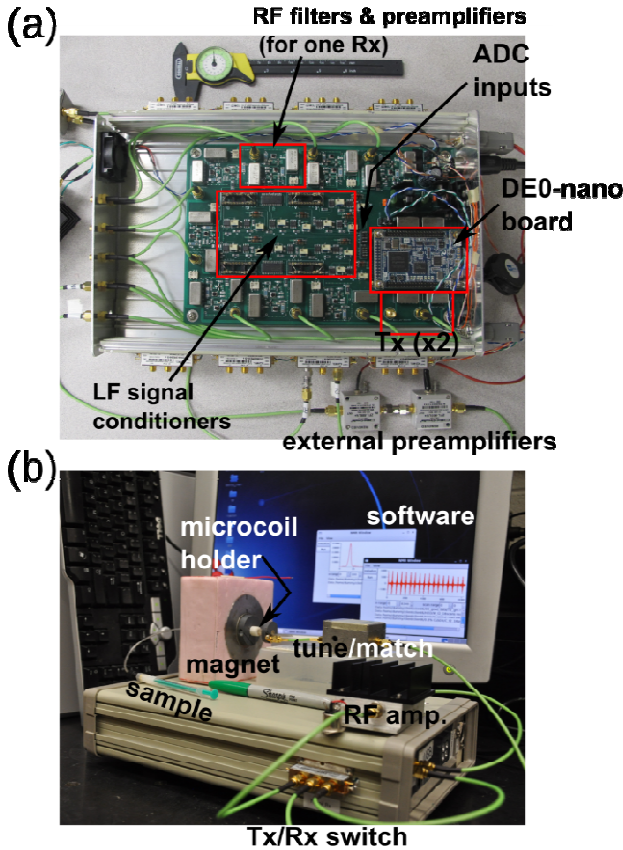 (a)
RF filters & preamplifiers
(for one Rx)
ADC
inputs
DE0-nano
board
Tx (x2)
LF signal
conditioners
external preamplifiers
(b)
microcoil
holder
software
magnet
tune/match
sample
Sharpie
RF amp.
Tx/Rx switch